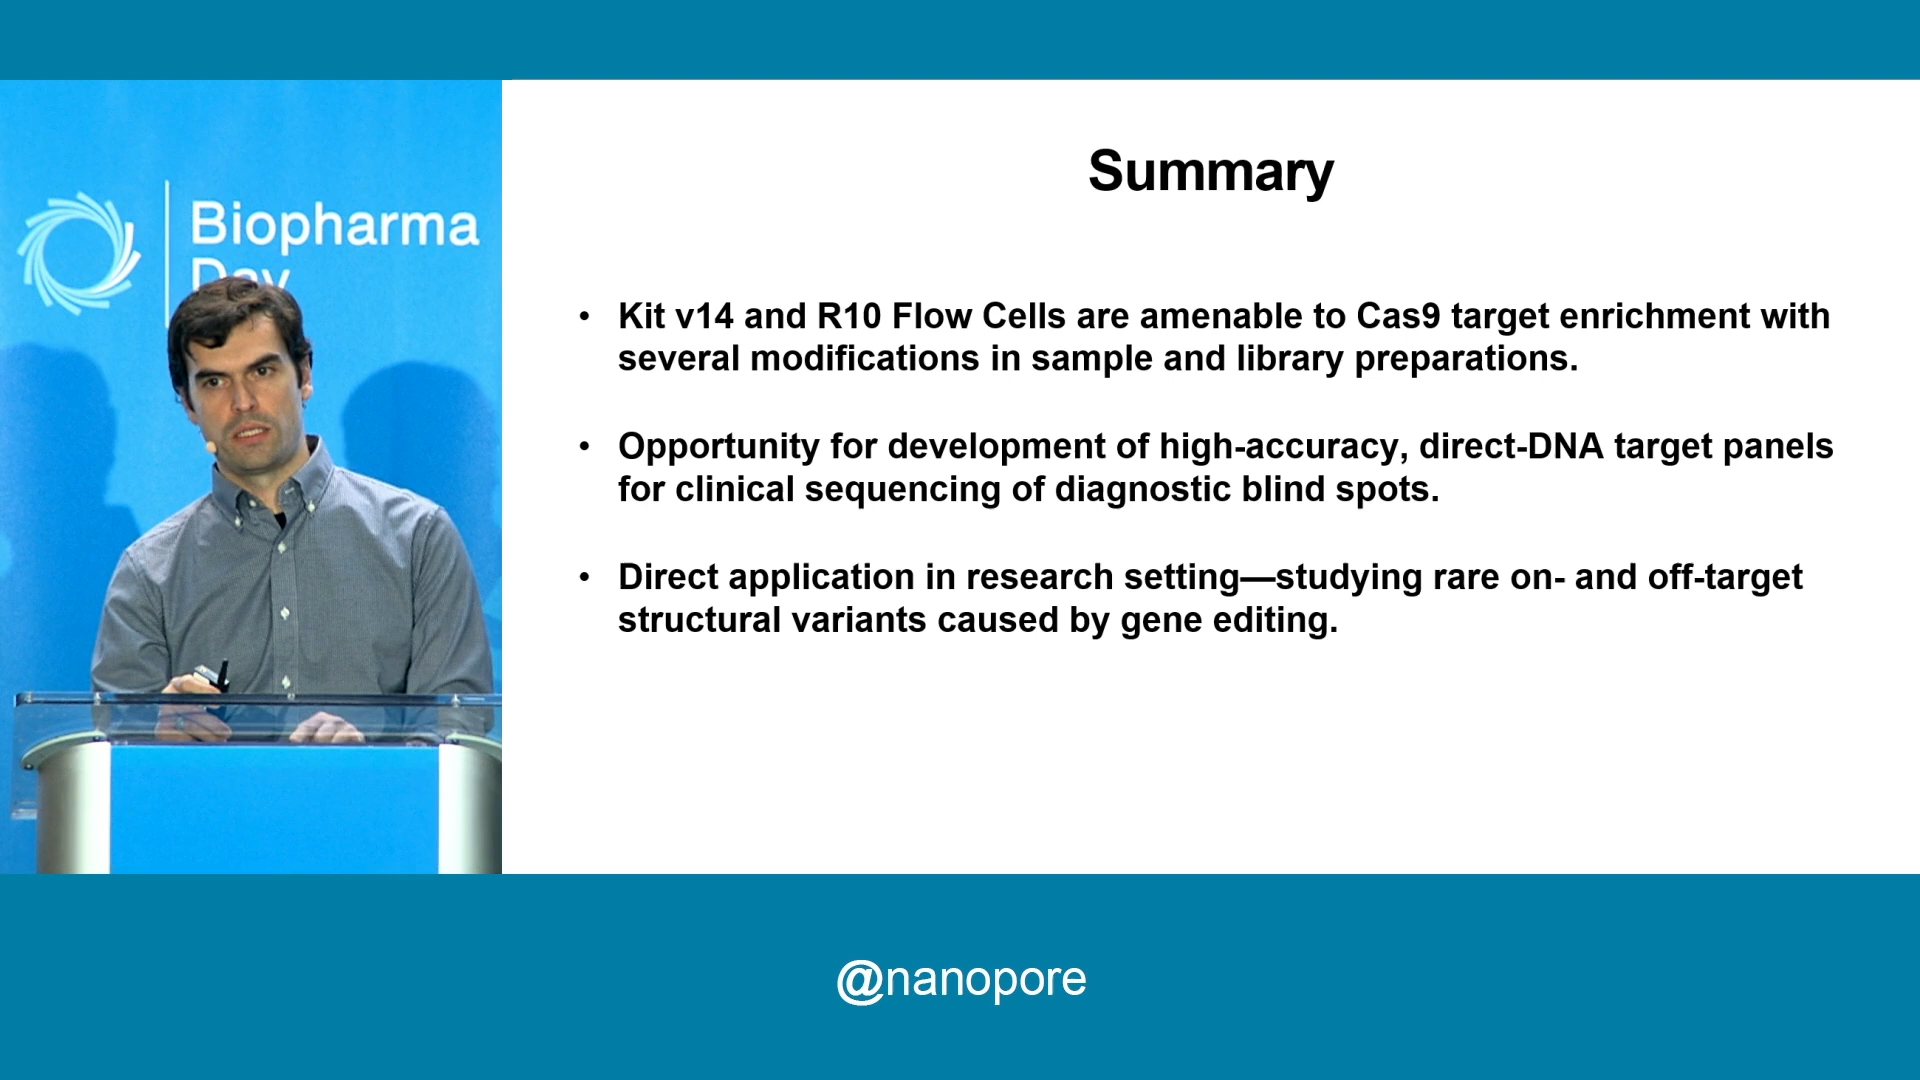 Biopharma
Day
Summary
• Kit v14 and R10 Flow Cells are amenable to Cas9 target enrichment with
several modifications in sample and library preparations.
• Opportunity for development of high-accuracy, direct-DNA target panels
for clinical sequencing of diagnostic blind spots.
• Direct application in research setting—studying rare on- and off-target
structural variants caused by gene editing.
@nanopore